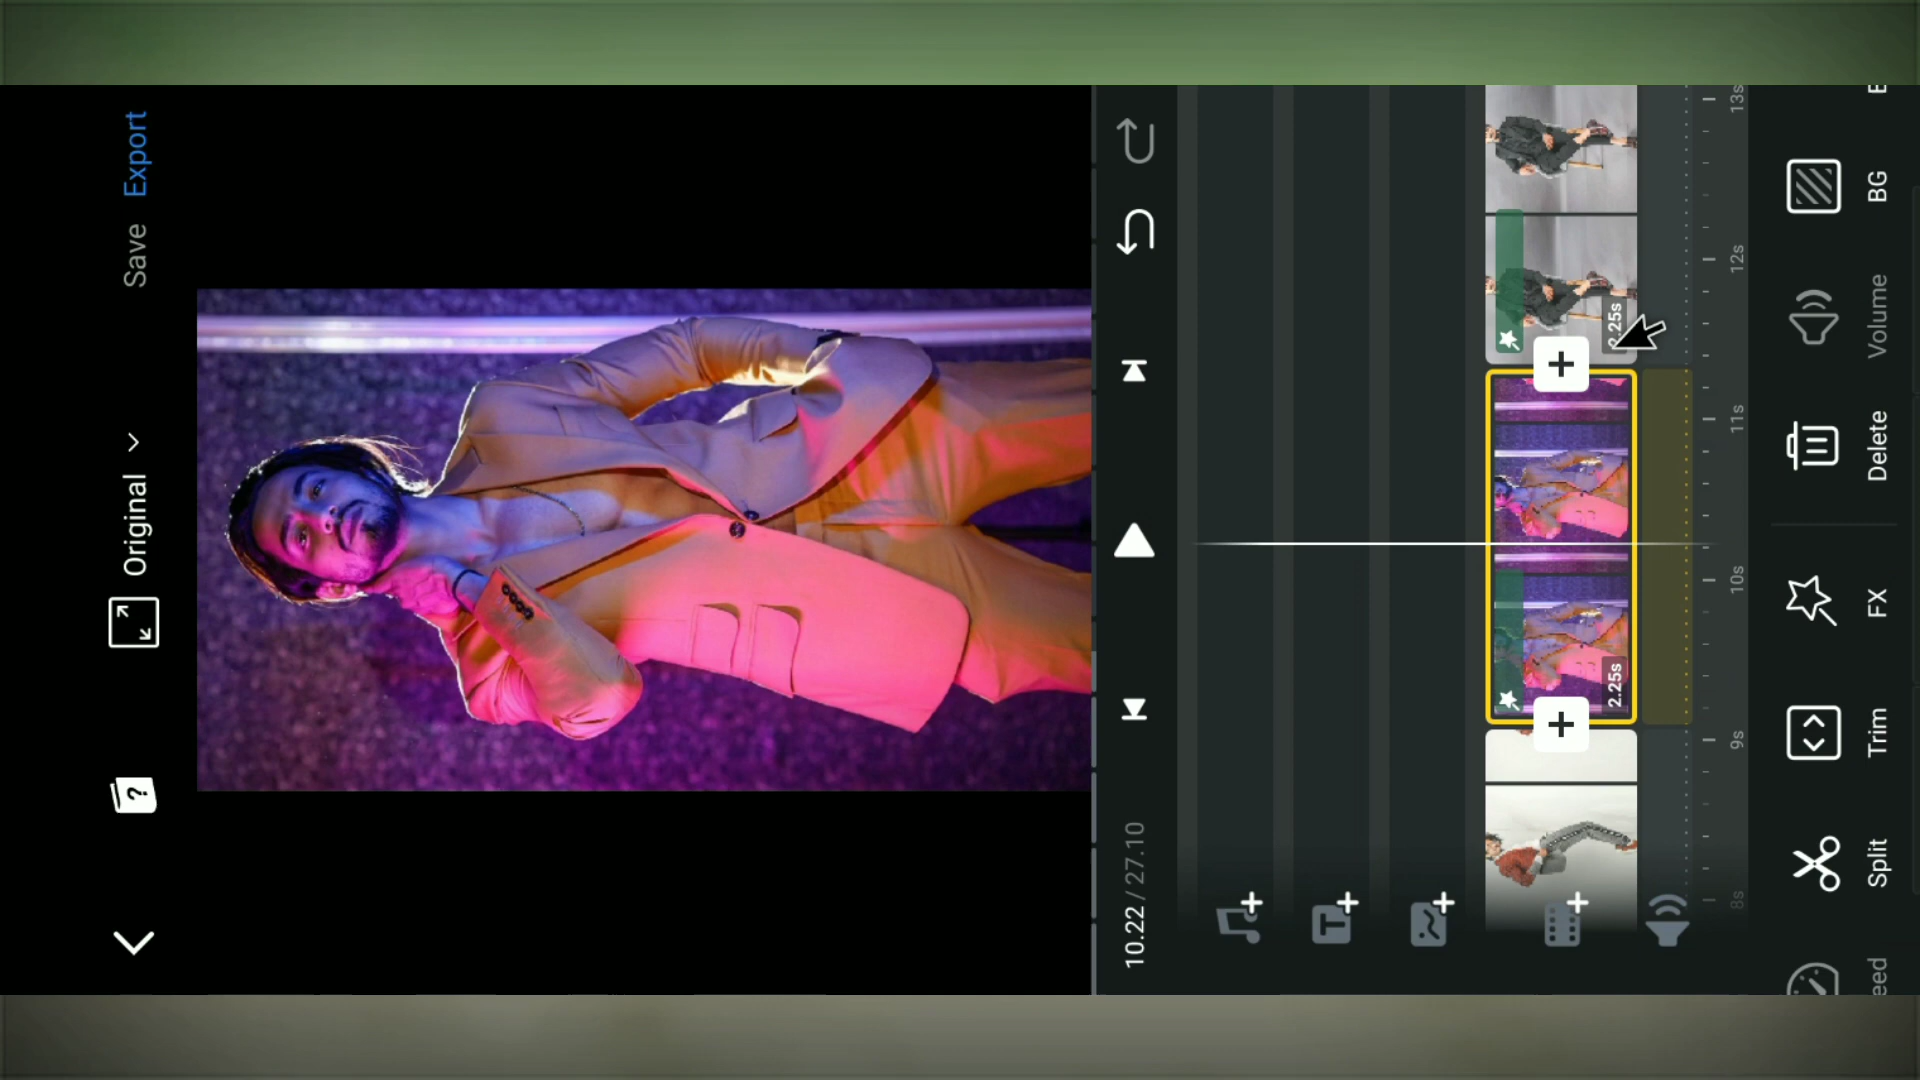 ?
Original
Save
Export
10.22 / 27.10
T
8s
9s
10s
11s
12s
13s
2.25s
2.25s
Split
Trim
FX
Delete
Volume
BG